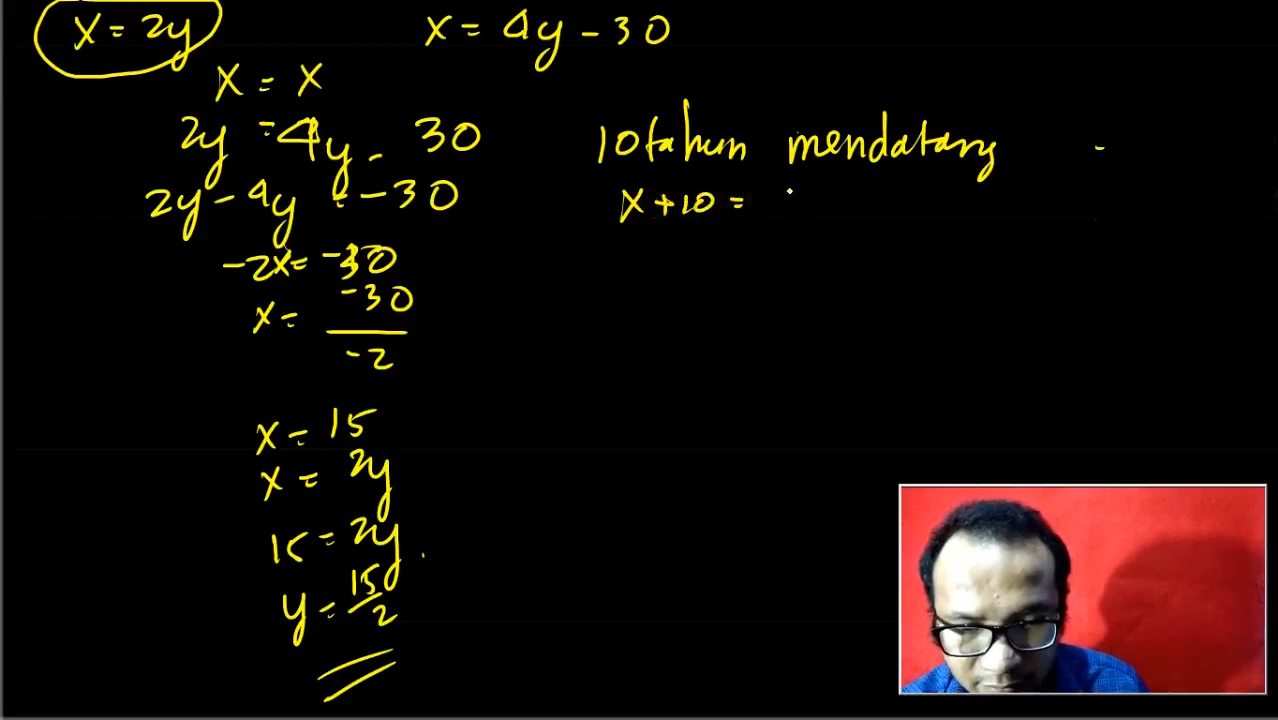 x = 2y
x = 4y - 30
x = x
2y = 4y - 30
2y - 4y = -30
-2x = -30
x = -30
-2
x = 15
x = 2y
15 = 2y
y = 15/2
10 tahun mendatang -
x + 10 =